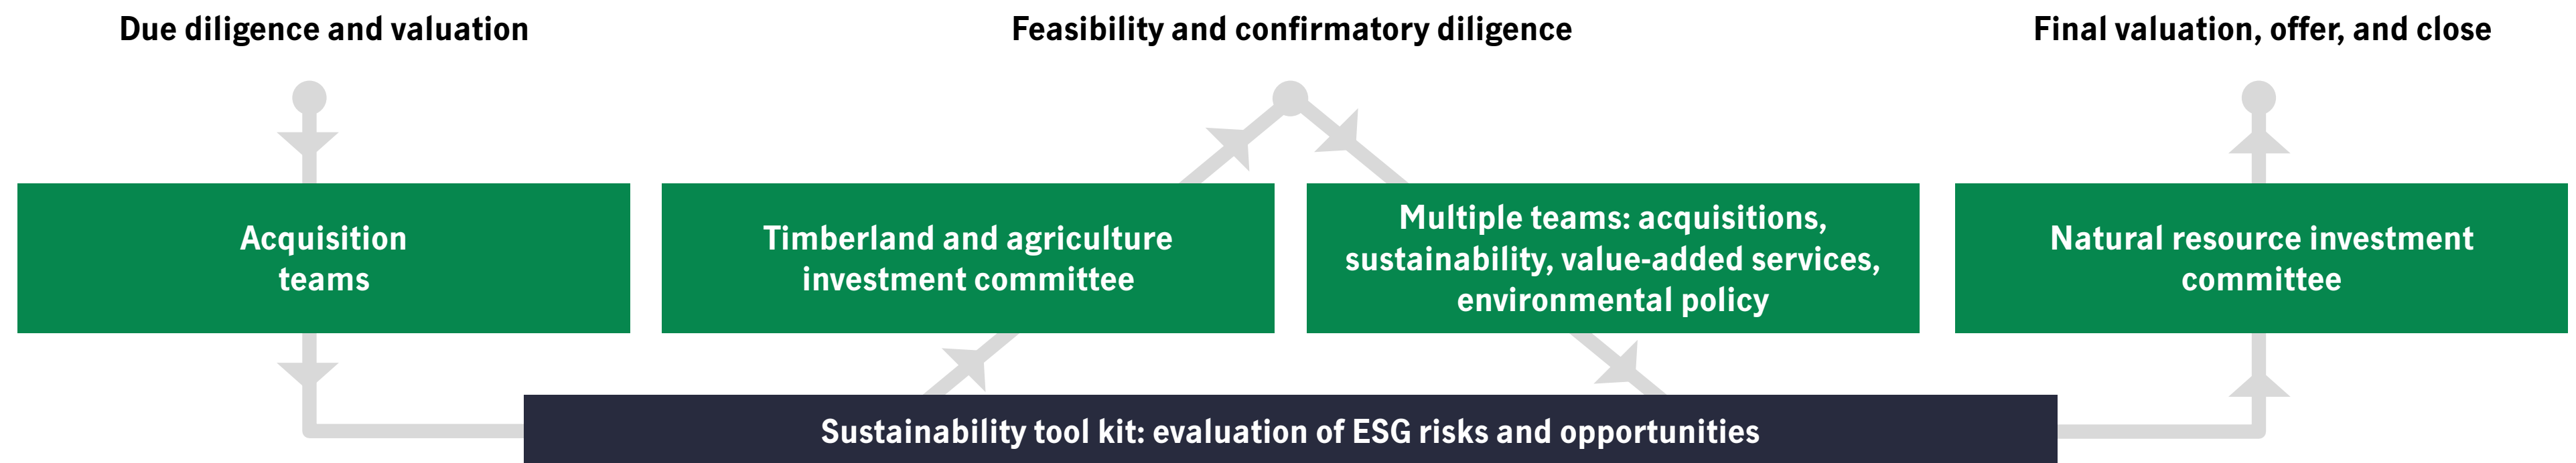 Due diligence and valuation
Feasibility and confirmatory diligence
Final valuation, offer, and close
Acquisition
teams
Timberland and agriculture
investment committee
Multiple teams: acquisitions,
sustainability, value-added services,
environmental policy
Natural resource investment
committee
Sustainability tool kit: evaluation of ESG risks and opportunities